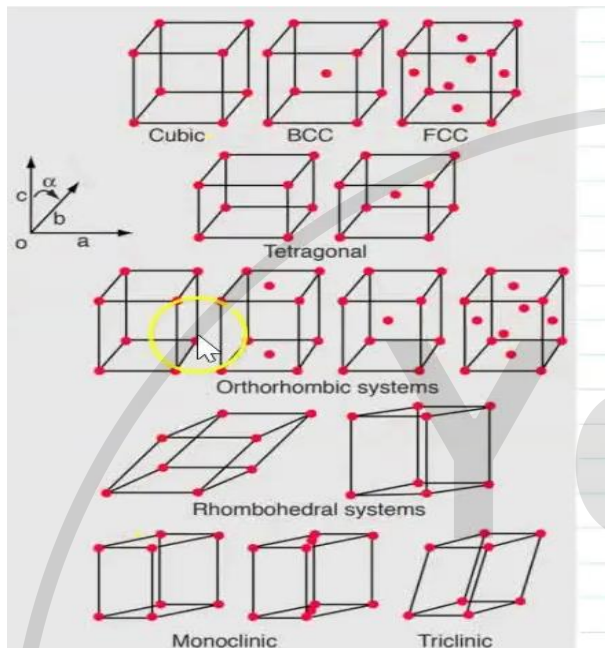 Cubic BCC FCC
α
c
b
o a
Tetragonal
Orthorhombic systems
Rhombohedral systems
Monoclinic Triclinic